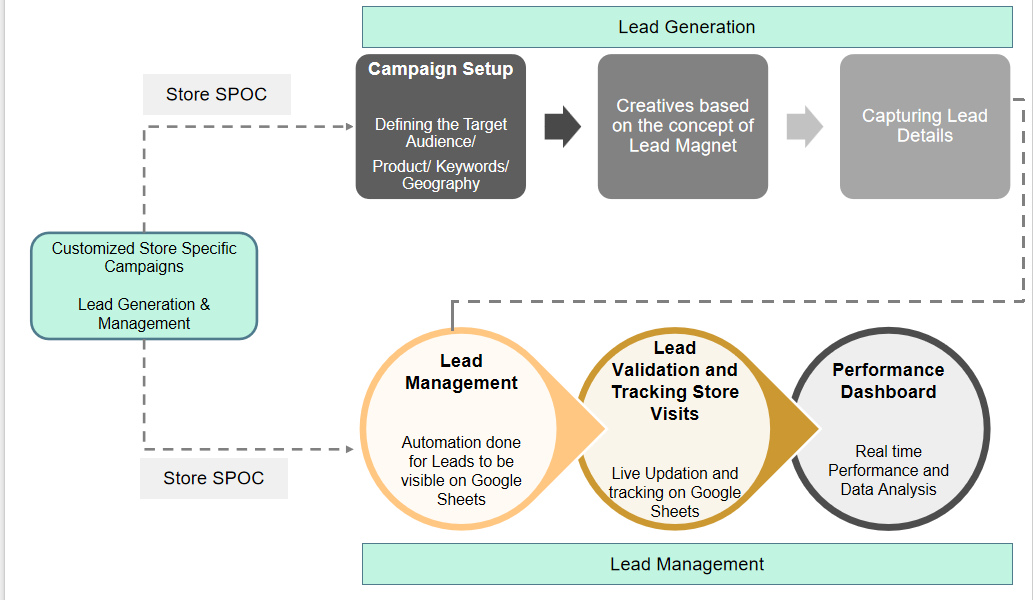 Lead Generation
Store SPOC
Campaign Setup
Defining the Target
Audience/
Product/ Keywords/
Geography
Creatives based
on the concept of
Lead Magnet
Capturing Lead
Details
Customized Store Specific
Campaigns
Lead Generation &
Management
Store SPOC
Lead
Management
Automation done
for Leads to be
visible on Google
Sheets
Lead
Validation and
Tracking Store
Visits
Live Updation and
tracking on Google
Sheets
Performance
Dashboard
Real time
Performance and
Data Analysis
Lead Management